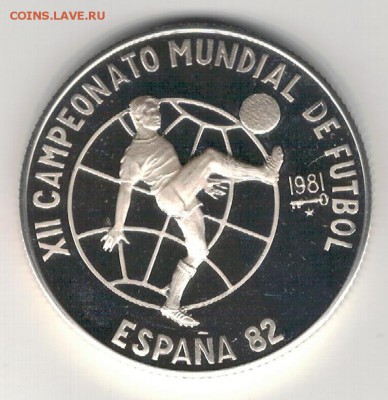 COINS.LAVE.RU
XII CAMPEONATO MUNDIAL DE FUTBOL
1981
ESPAÑA 82